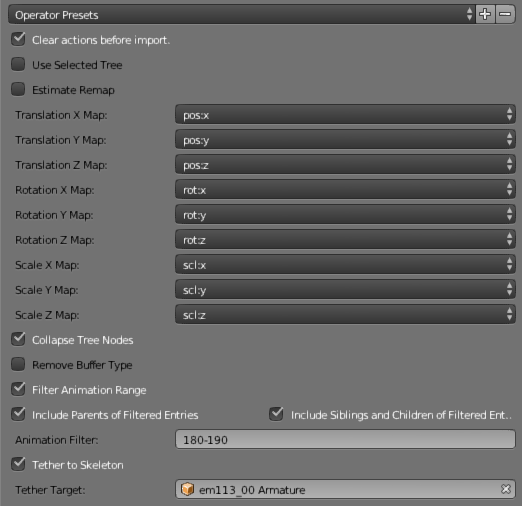 Operator Presets
Clear actions before import.
Use Selected Tree
Estimate Remap
Translation X Map: pos:x
Translation Y Map: pos:y
Translation Z Map: pos:z
Rotation X Map: rot:x
Rotation Y Map: rot:y
Rotation Z Map: rot:z
Scale X Map: scl:x
Scale Y Map: scl:y
Scale Z Map: scl:z
Collapse Tree Nodes
Remove Buffer Type
Filter Animation Range
Include Parents of Filtered Entries Include Siblings and Children of Filtered Ent..
Animation Filter: 180-190
Tether to Skeleton
Tether Target: em113_00 Armature